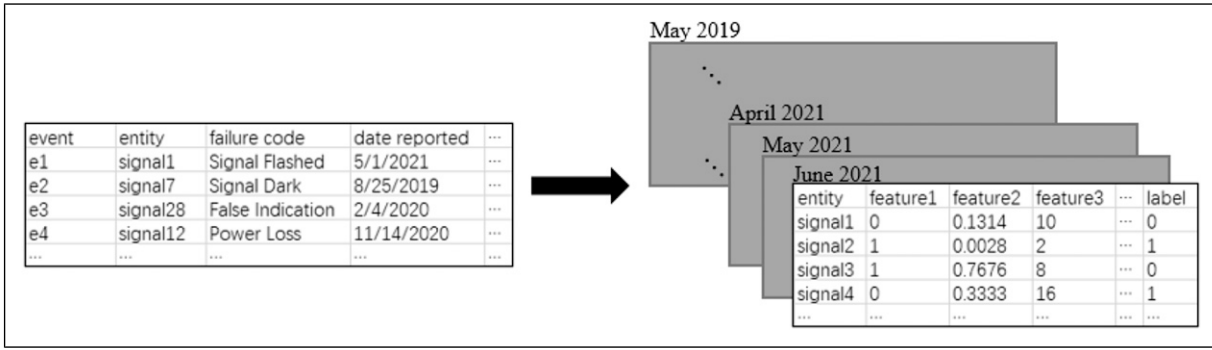 event entity failure code date reported ...
e1 signal1 Signal Flashed 5/1/2021 ...
e2 signal7 Signal Dark 8/25/2019 ...
e3 signal28 False Indication 2/4/2020 ...
e4 signal12 Power Loss 11/14/2020 ...
... ... ... ... ...
May 2019
April 2021
May 2021
June 2021
entity feature1 feature2 feature3 ... label
signal1 0 0.1314 10 ... 0
signal2 1 0.0028 2 ... 1
signal3 1 0.7676 8 ... 0
signal4 0 0.3333 16 ... 1
... ... ... ... ... ...